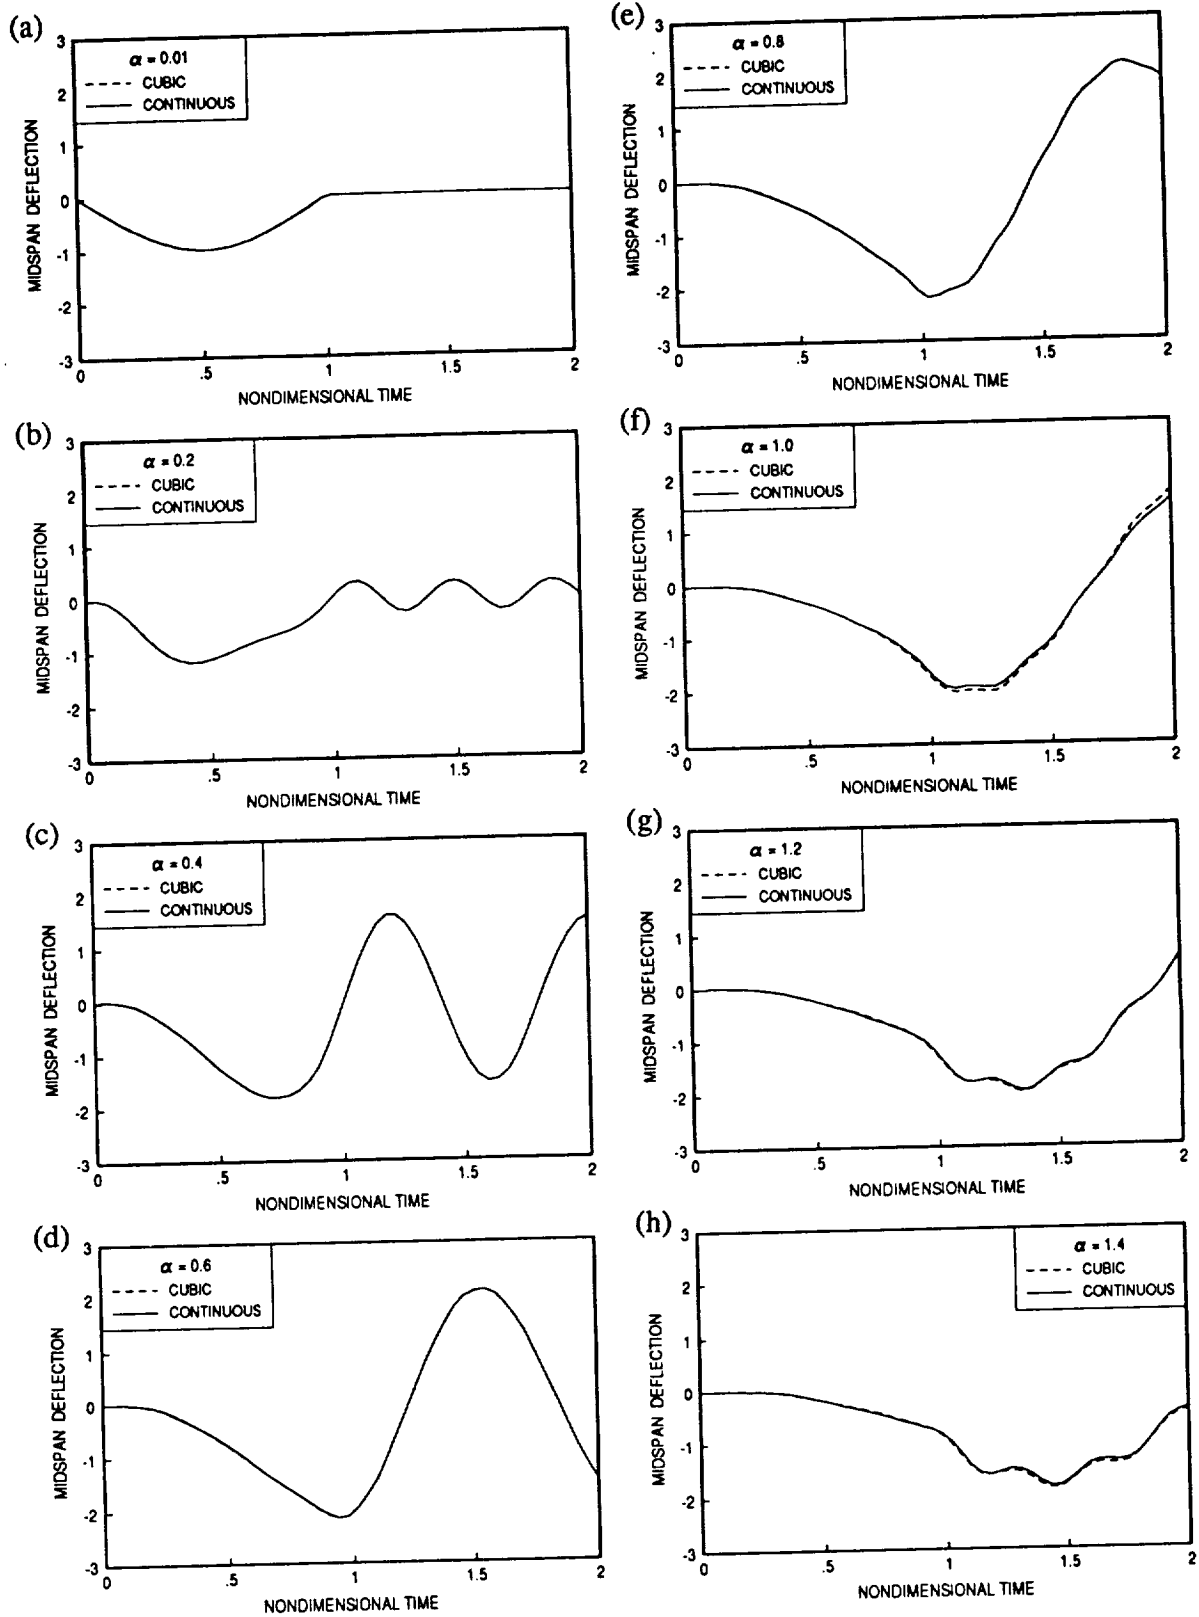 (a)
3
2
1
0
-1
-2
-3
MIDSPAN DEFLECTION
α = 0.01
CUBIC
CONTINUOUS
0
.5
1
1.5
2
NONDIMENSIONAL TIME
(b)
3
2
1
0
-1
-2
-3
MIDSPAN DEFLECTION
α = 0.2
CUBIC
CONTINUOUS
0
.5
1
1.5
2
NONDIMENSIONAL TIME
(c)
3
2
1
0
-1
-2
-3
MIDSPAN DEFLECTION
α = 0.4
CUBIC
CONTINUOUS
0
.5
1
1.5
2
NONDIMENSIONAL TIME
(d)
3
2
1
0
-1
-2
-3
MIDSPAN DEFLECTION
α = 0.6
CUBIC
CONTINUOUS
0
.5
1
1.5
2
NONDIMENSIONAL TIME
(e)
3
2
1
0
-1
-2
-3
MIDSPAN DEFLECTION
α = 0.8
CUBIC
CONTINUOUS
0
.5
1
1.5
2
NONDIMENSIONAL TIME
(f)
3
2
1
0
-1
-2
-3
MIDSPAN DEFLECTION
α = 1.0
CUBIC
CONTINUOUS
0
.5
1
1.5
2
NONDIMENSIONAL TIME
(g)
3
2
1
0
-1
-2
-3
MIDSPAN DEFLECTION
α = 1.2
CUBIC
CONTINUOUS
0
.5
1
1.5
2
NONDIMENSIONAL TIME
(h)
3
2
1
0
-1
-2
-3
MIDSPAN DEFLECTION
α = 1.4
CUBIC
CONTINUOUS
0
.5
1
1.5
2
NONDIMENSIONAL TIME